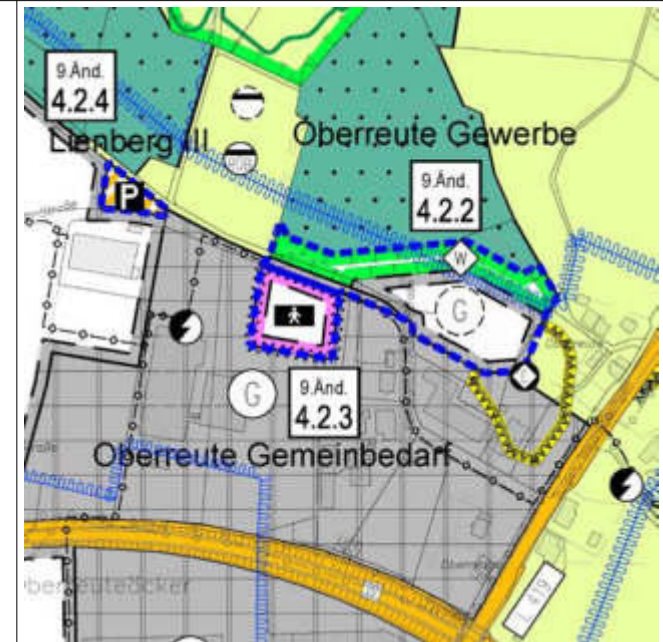 9.Änd.
4.2.4
Lienberg III
P
Oberreute Gewerbe
9.Änd.
4.2.2
W
G
G
9.Änd.
4.2.3
Oberreute Gemeinbedarf
L 419